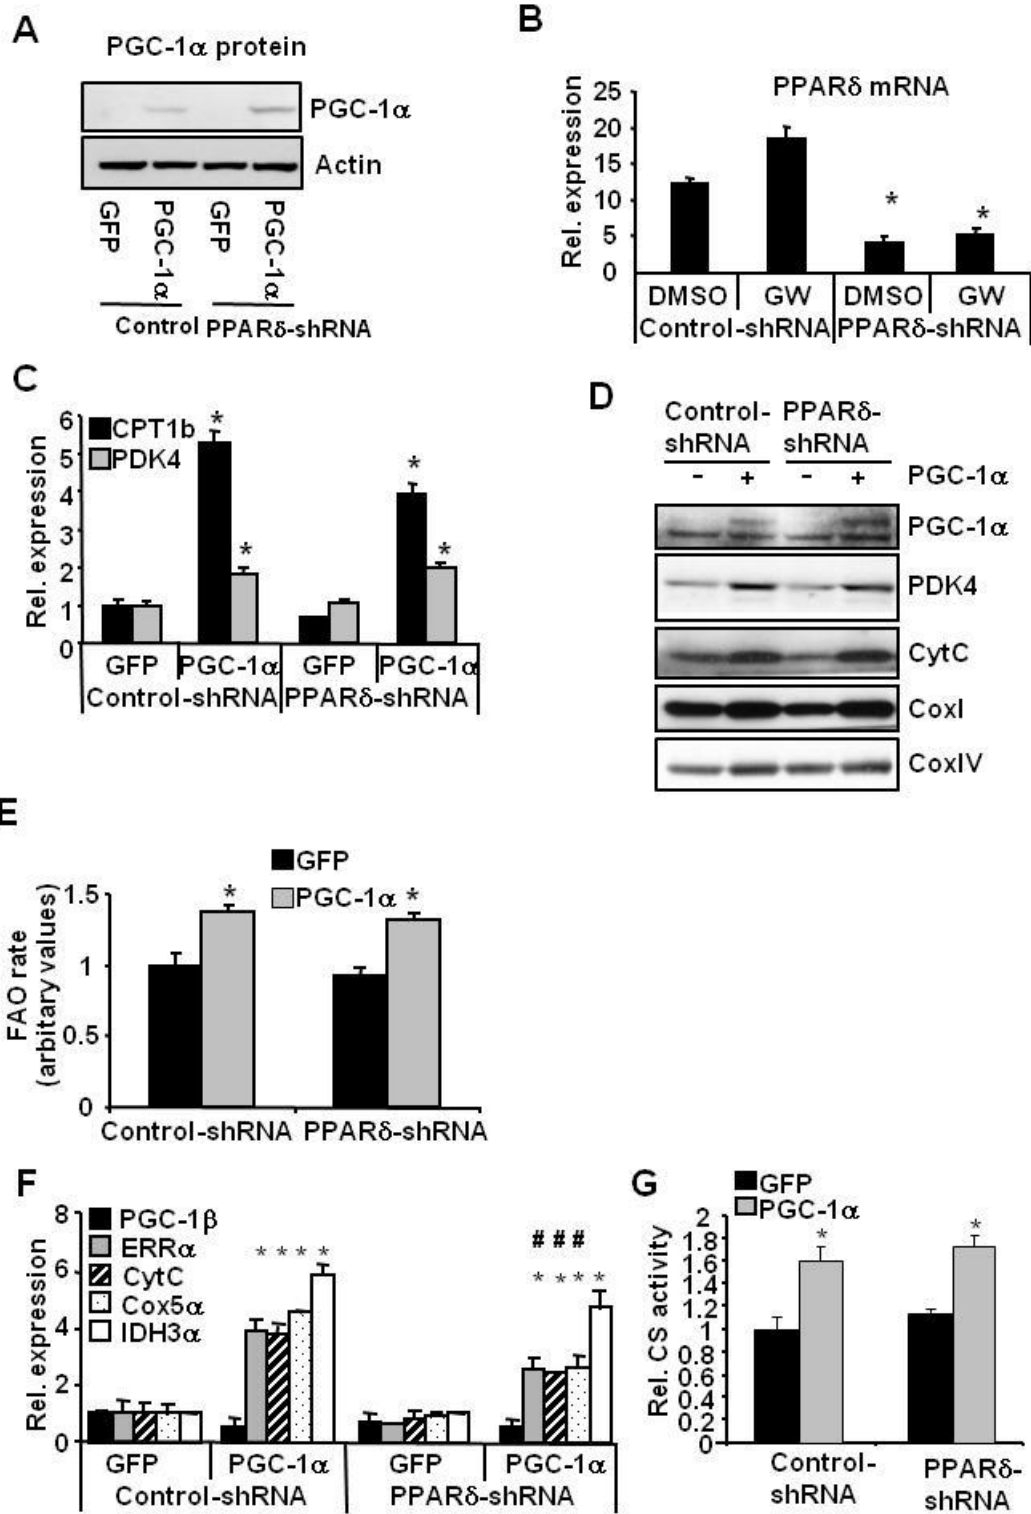 A
PGC-1α protein
PGC-1α
Actin
GFP
PGC-1α
GFP
PGC-1α
Control PPARδ-shRNA
B
PPARδ mRNA
Rel. expression
25
20
15
10
5
0
* *
DMSO GW DMSO GW
Control-shRNA PPARδ-shRNA
C
CPT1b
PDK4
Rel. expression
6
5
4
3
2
1
0
* * * *
GFP PGC-1α GFP PGC-1α
Control-shRNA PPARδ-shRNA
D
Control- PPARδ-
shRNA shRNA
- + - + PGC-1α
PGC-1α
PDK4
CytC
CoxI
CoxIV
E
GFP
PGC-1α
FAO rate
(arbitary values)
1.5
1
0.5
0
* *
Control-shRNA PPARδ-shRNA
F
PGC-1β
ERRα
CytC
Cox5α
IDH3α
Rel. expression
8
6
4
2
0
# # #
* * * * * * * *
GFP PGC-1α GFP PGC-1α
Control-shRNA PPARδ-shRNA
G
GFP
PGC-1α
Rel. CS activity
2
1.8
1.6
1.4
1.2
1
0.8
0.6
0.4
0.2
0
* *
Control- PPARδ-
shRNA shRNA